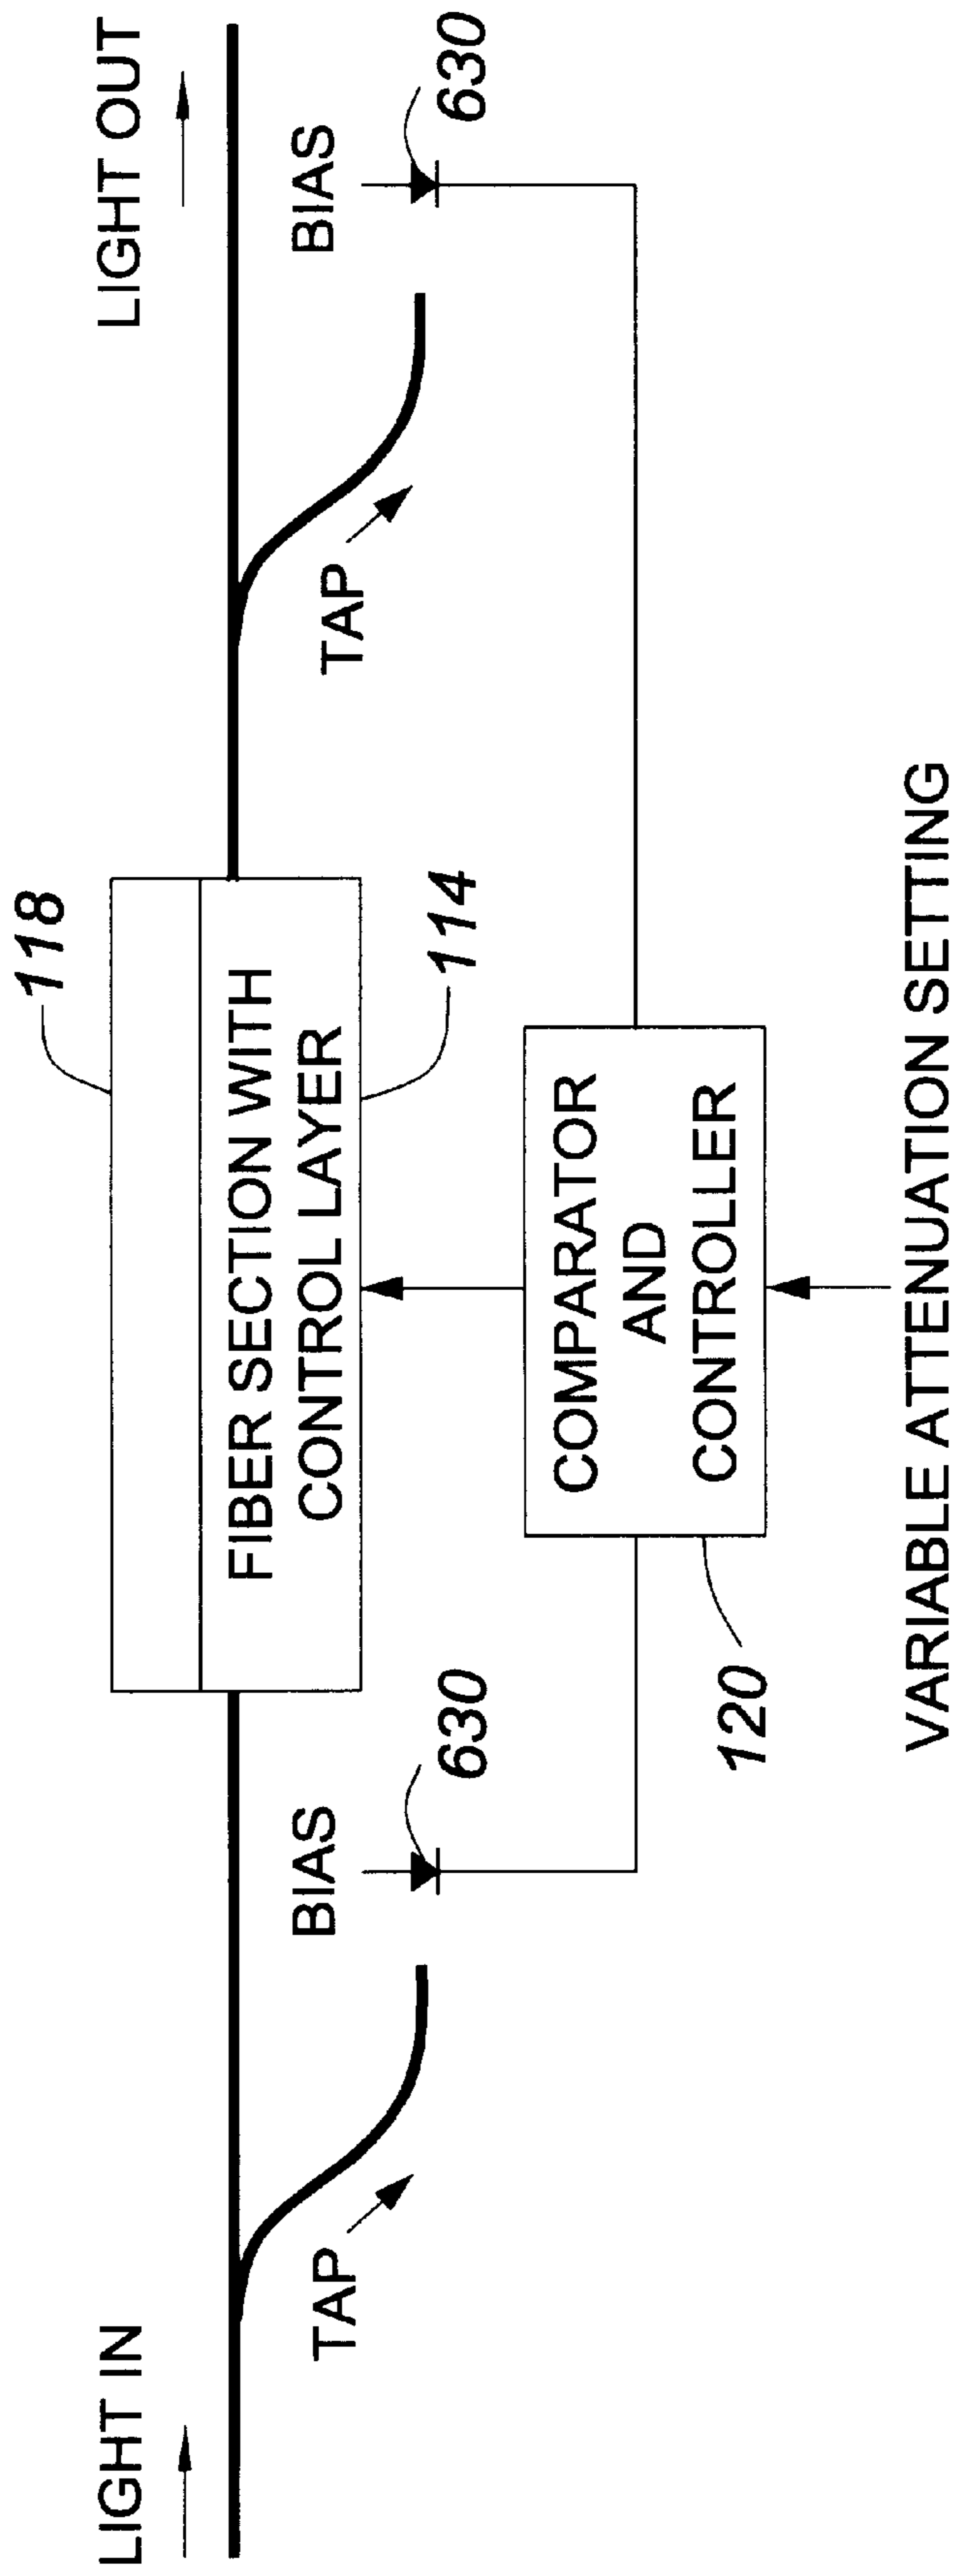 LIGHT IN
LIGHT OUT
118
FIBER SECTION WITH
CONTROL LAYER
114
TAP
BIAS
630
TAP
BIAS
630
COMPARATOR
AND
CONTROLLER
120
VARIABLE ATTENUATION SETTING